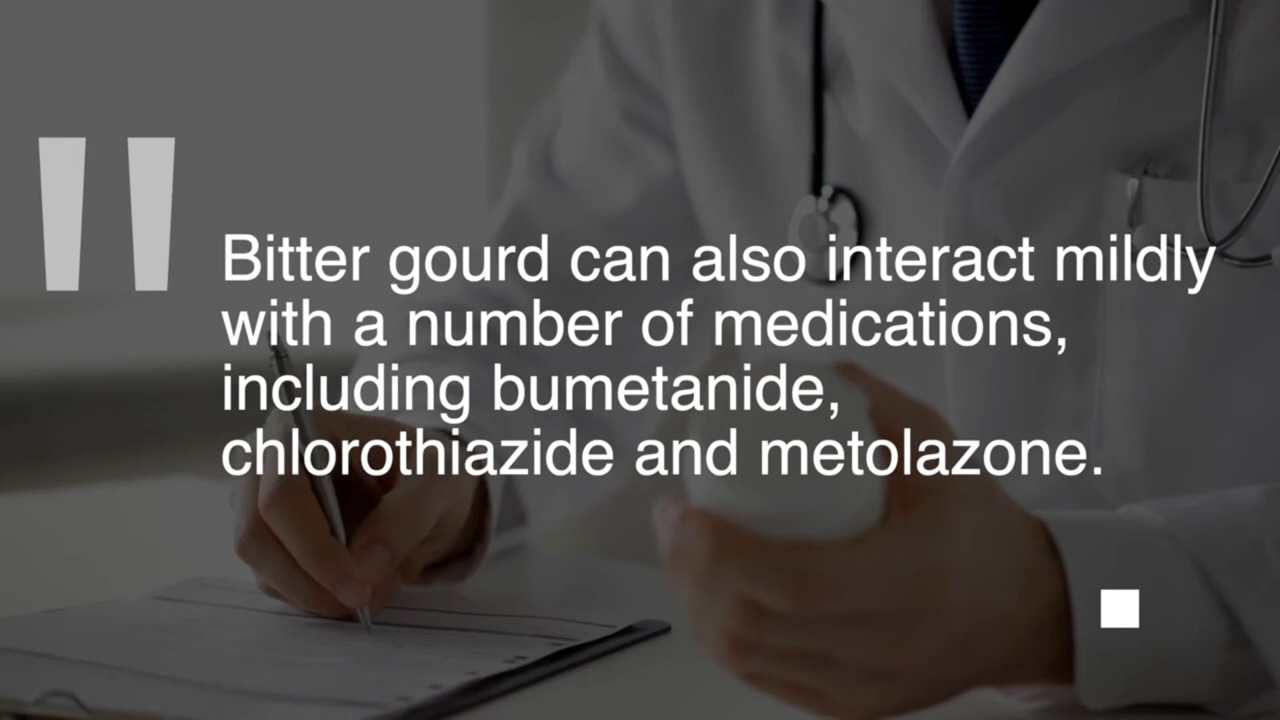 "
Bitter gourd can also interact mildly
with a number of medications,
including bumetanide,
chlorothiazide and metolazone.